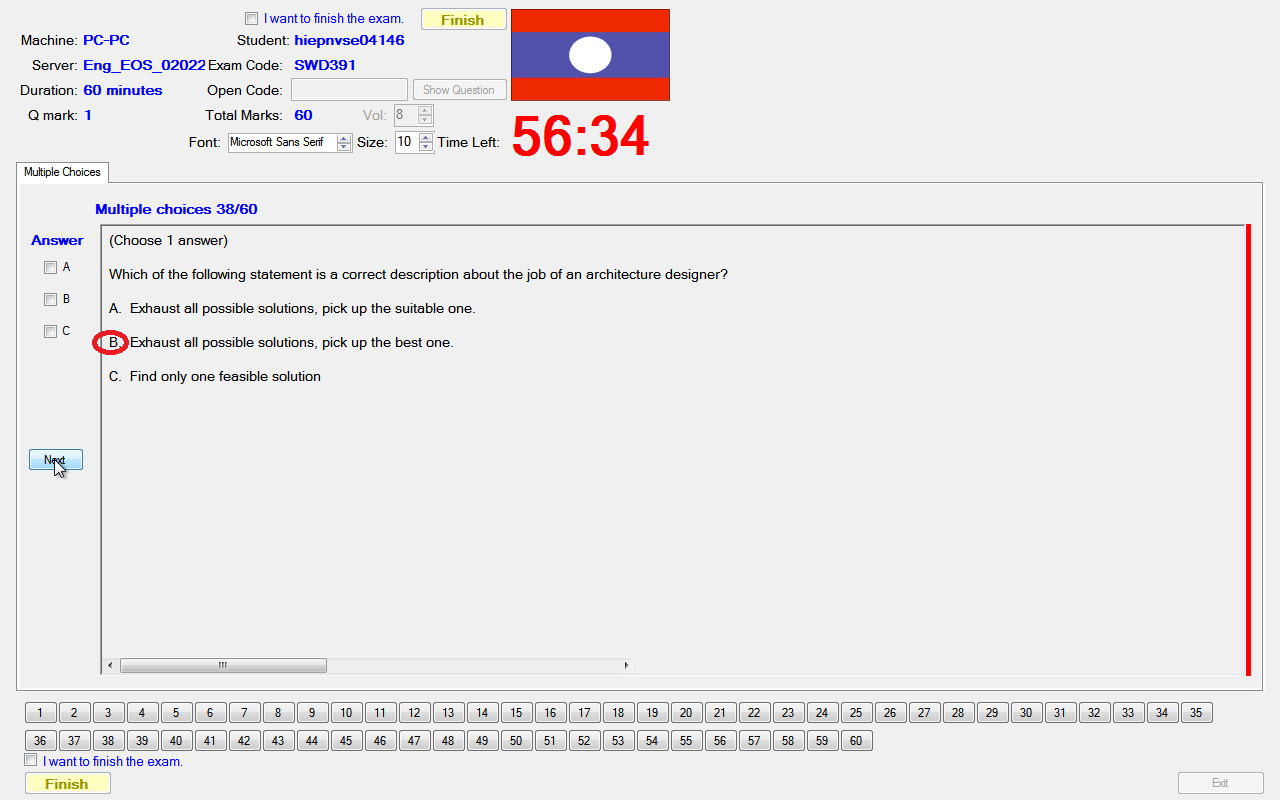 I want to finish the exam. Finish
Machine: PC-PC Student: hiepnvse04146
Server: Eng_EOS_02022 Exam Code: SWD391
Duration: 60 minutes Open Code: Show Question
Q mark: 1 Total Marks: 60 Vol: 8
Font: Microsoft Sans Serif Size: 10 Time Left: 56:34
Multiple Choices
Multiple choices 38/60
Answer
A
B
C
Next
(Choose 1 answer)
Which of the following statement is a correct description about the job of an architecture designer?
A. Exhaust all possible solutions, pick up the suitable one.
B. Exhaust all possible solutions, pick up the best one.
C. Find only one feasible solution
1 2 3 4 5 6 7 8 9 10 11 12 13 14 15 16 17 18 19 20 21 22 23 24 25 26 27 28 29 30 31 32 33 34 35
36 37 38 39 40 41 42 43 44 45 46 47 48 49 50 51 52 53 54 55 56 57 58 59 60
I want to finish the exam.
Finish Exit